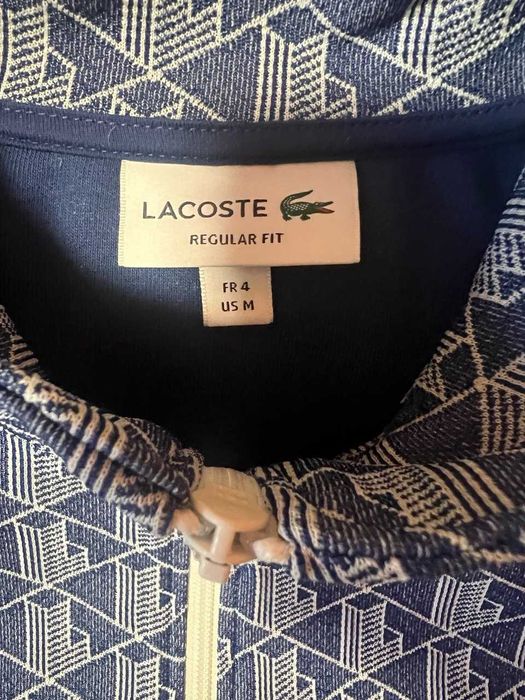 LACOSTE
REGULAR FIT
FR 4
US M